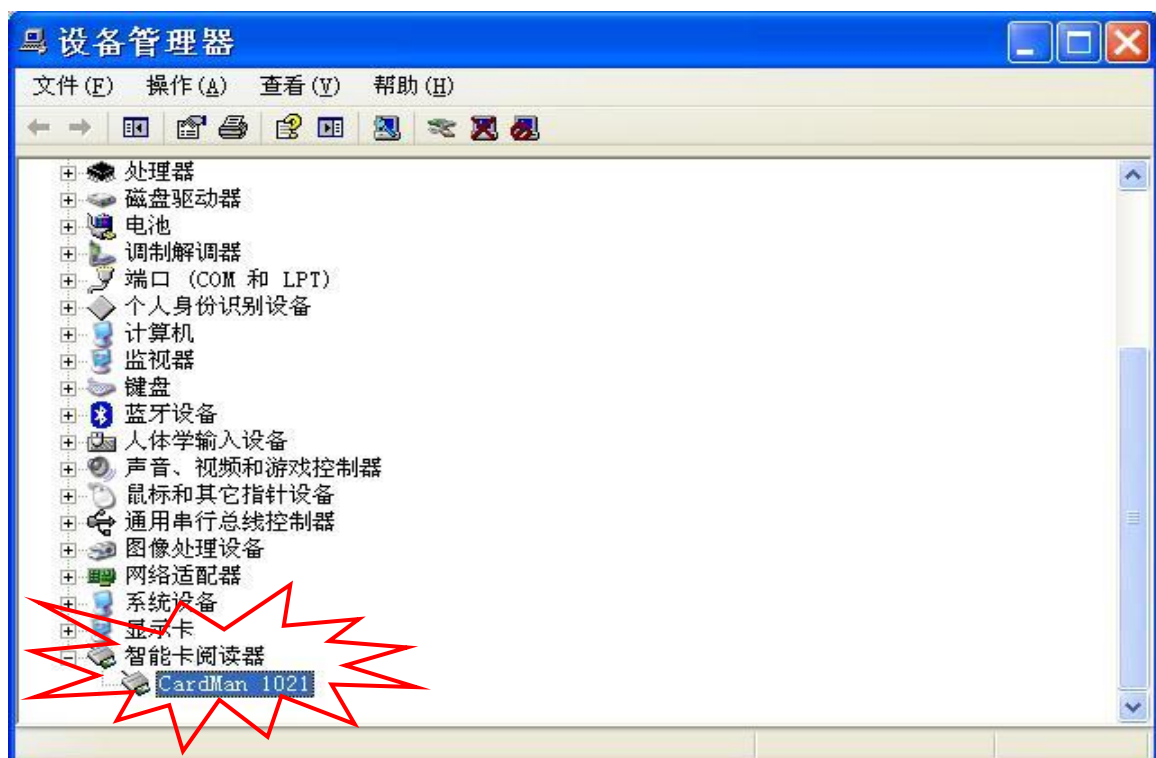 设备管理器
文件(F) 操作(A) 查看(V) 帮助(H)
处理器
磁盘驱动器
电池
调制解调器
端口 (COM 和 LPT)
个人身份识别设备
计算机
监视器
键盘
蓝牙设备
人体学输入设备
声音、视频和游戏控制器
鼠标和其它指针设备
通用串行总线控制器
图像处理设备
网络适配器
系统设备
显示卡
智能卡阅读器
CardMan 1021